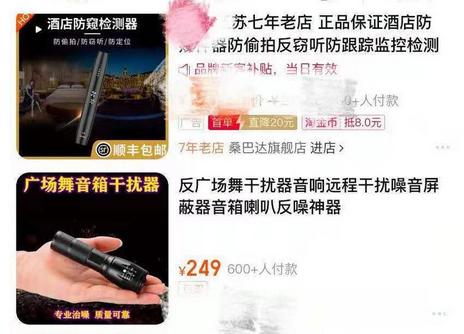 HOT
酒店防窥检测器
防偷拍/防窃听/防定位
顺丰包邮
苏七年老店 正品保证酒店防
器防偷拍反窃听防跟踪监控检测
品牌新客补贴,当日有效
0+人付款
广告 首单 直降20元 淘金币 抵8.0元
7年老店 桑巴达旗舰店 进店>
广场舞音箱干扰器
专业治噪 质量可靠
反广场舞干扰器音响远程干扰噪音屏
蔽器音箱喇叭反噪神器
¥249 600+人付款